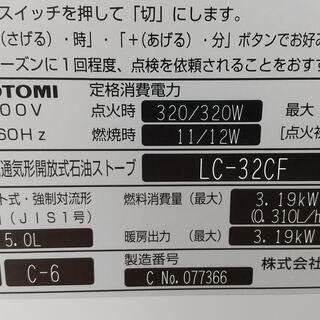 スイッチを押して「切」にします。
(さげる)・時」・「+(あげる)・分」ボタンでお好み
ーズンに1回程度、点検を依頼されることをおす
OTOMI 定格消費電力
00V 点火時 320/320W 最大
60Hz 燃焼時 11/12W [点火初
通気形開放式石油ストーブ LC-32CF
ト式・強制対流形 燃料消費量(最大) 3.19kW
(JIS1号) (0.310L/h
5.0L 暖房出力(最大) 3.19kW
C-6 製造番号 C No.077366 株式会社